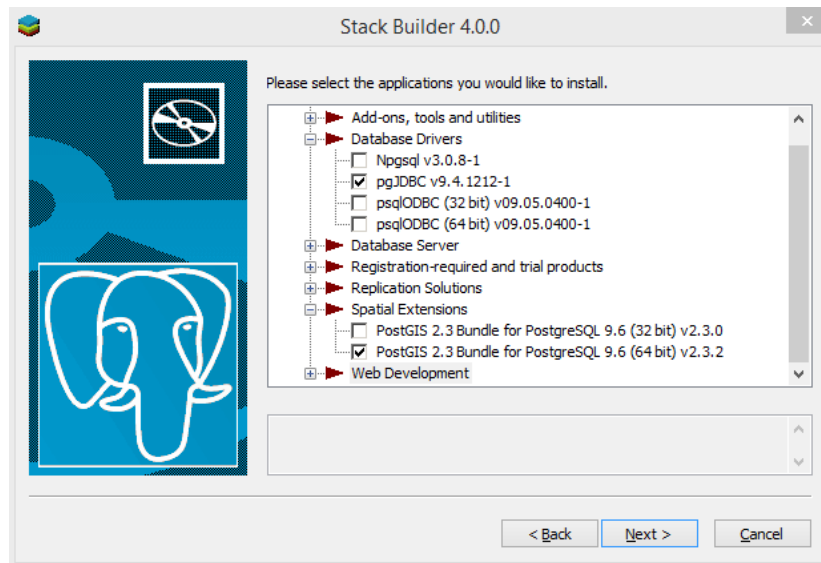 Stack Builder 4.0.0
Please select the applications you would like to install.
Add-ons, tools and utilities
Database Drivers
Npgsql v3.0.8-1
pgJDBC v9.4.1212-1
psqlODBC (32 bit) v09.05.0400-1
psqlODBC (64 bit) v09.05.0400-1
Database Server
Registration-required and trial products
Replication Solutions
Spatial Extensions
PostGIS 2.3 Bundle for PostgreSQL 9.6 (32 bit) v2.3.0
PostGIS 2.3 Bundle for PostgreSQL 9.6 (64 bit) v2.3.2
Web Development
< Back Next > Cancel